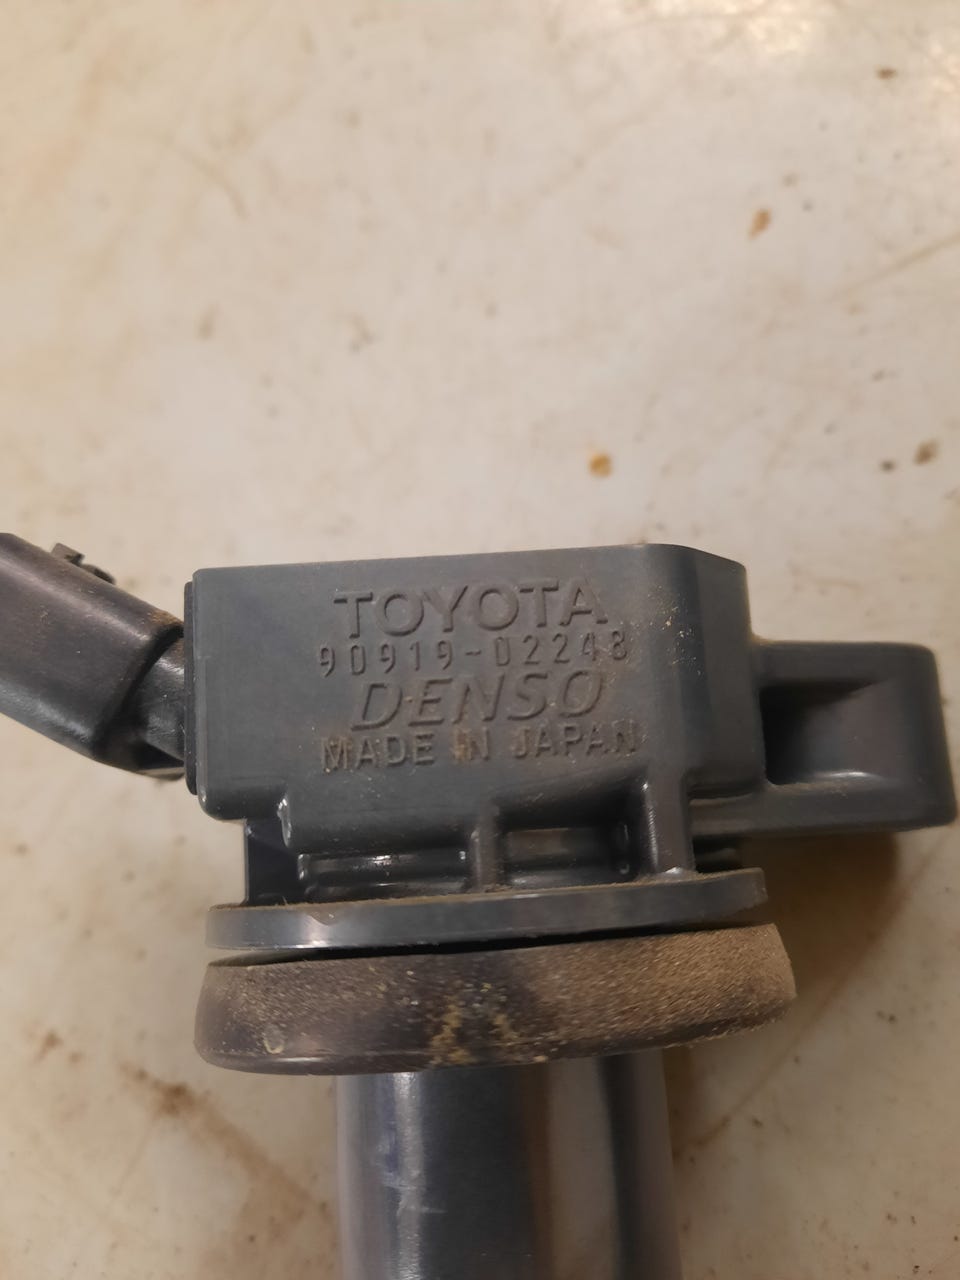 TOYOTA
90919-02248
DENSO
MADE IN JAPAN